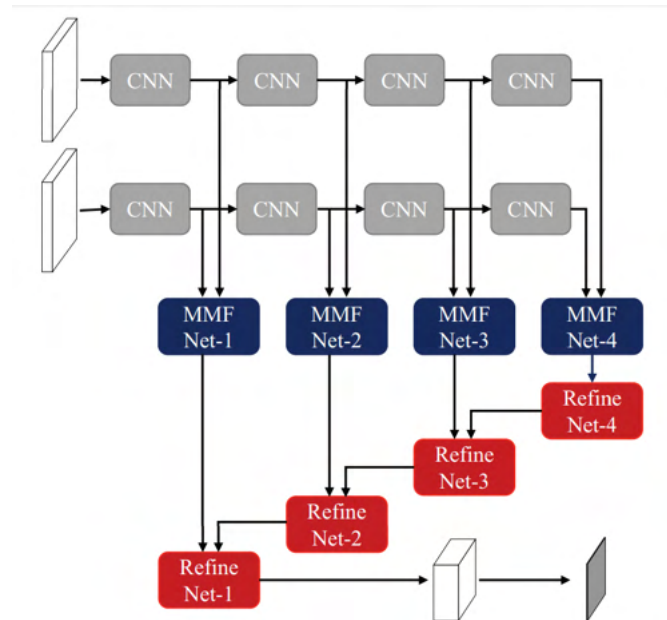 CNN
CNN
CNN
CNN
CNN
CNN
CNN
CNN
MMF
Net-1
MMF
Net-2
MMF
Net-3
MMF
Net-4
Refine
Net-4
Refine
Net-3
Refine
Net-2
Refine
Net-1